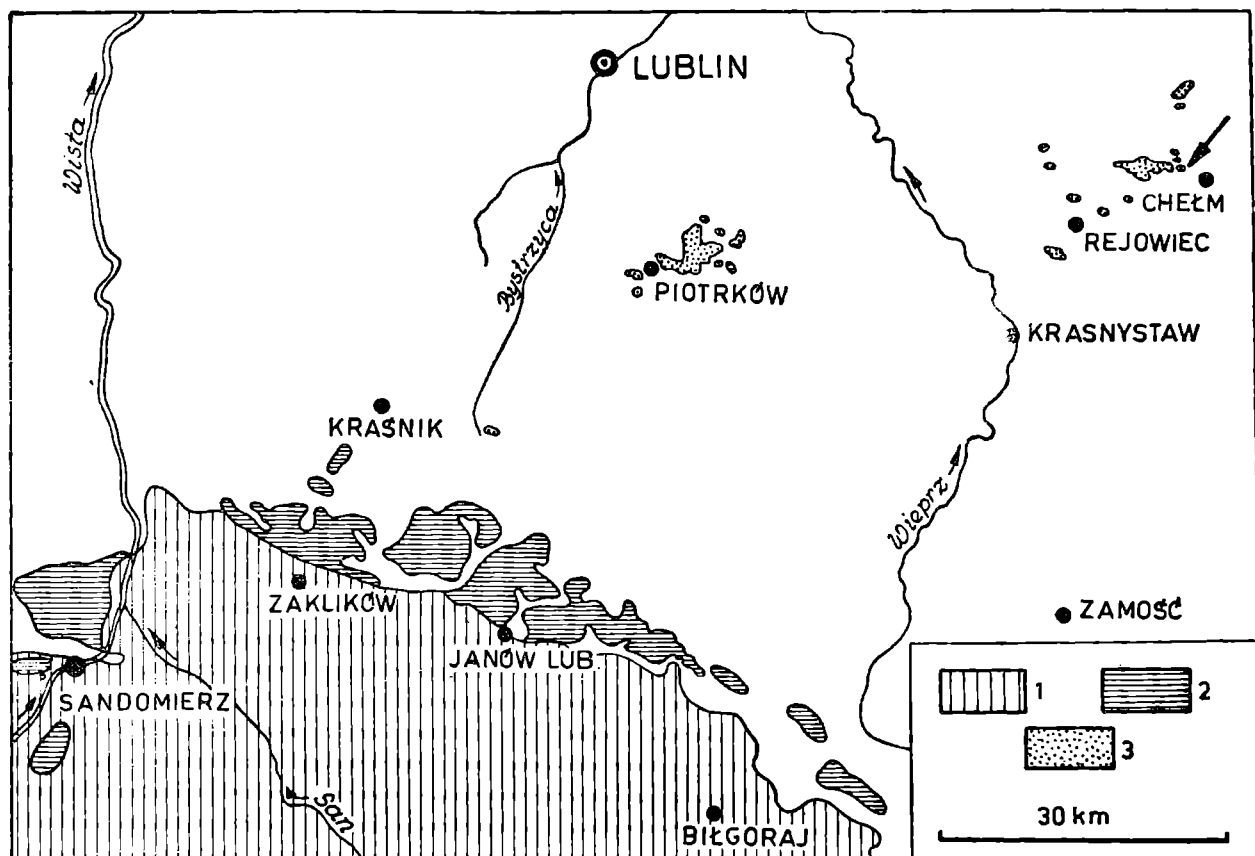 LUBLIN
Wisła
Bystrzyca
CHEŁM
REJOWIEC
PIOTRKÓW
KRASNYSTAW
KRAŚNIK
Wieprz
ZAKLIKÓW
ZAMOŚĆ
JANÓW LUB.
SANDOMIERZ
San
BIŁGORAJ
1
2
3
30 km